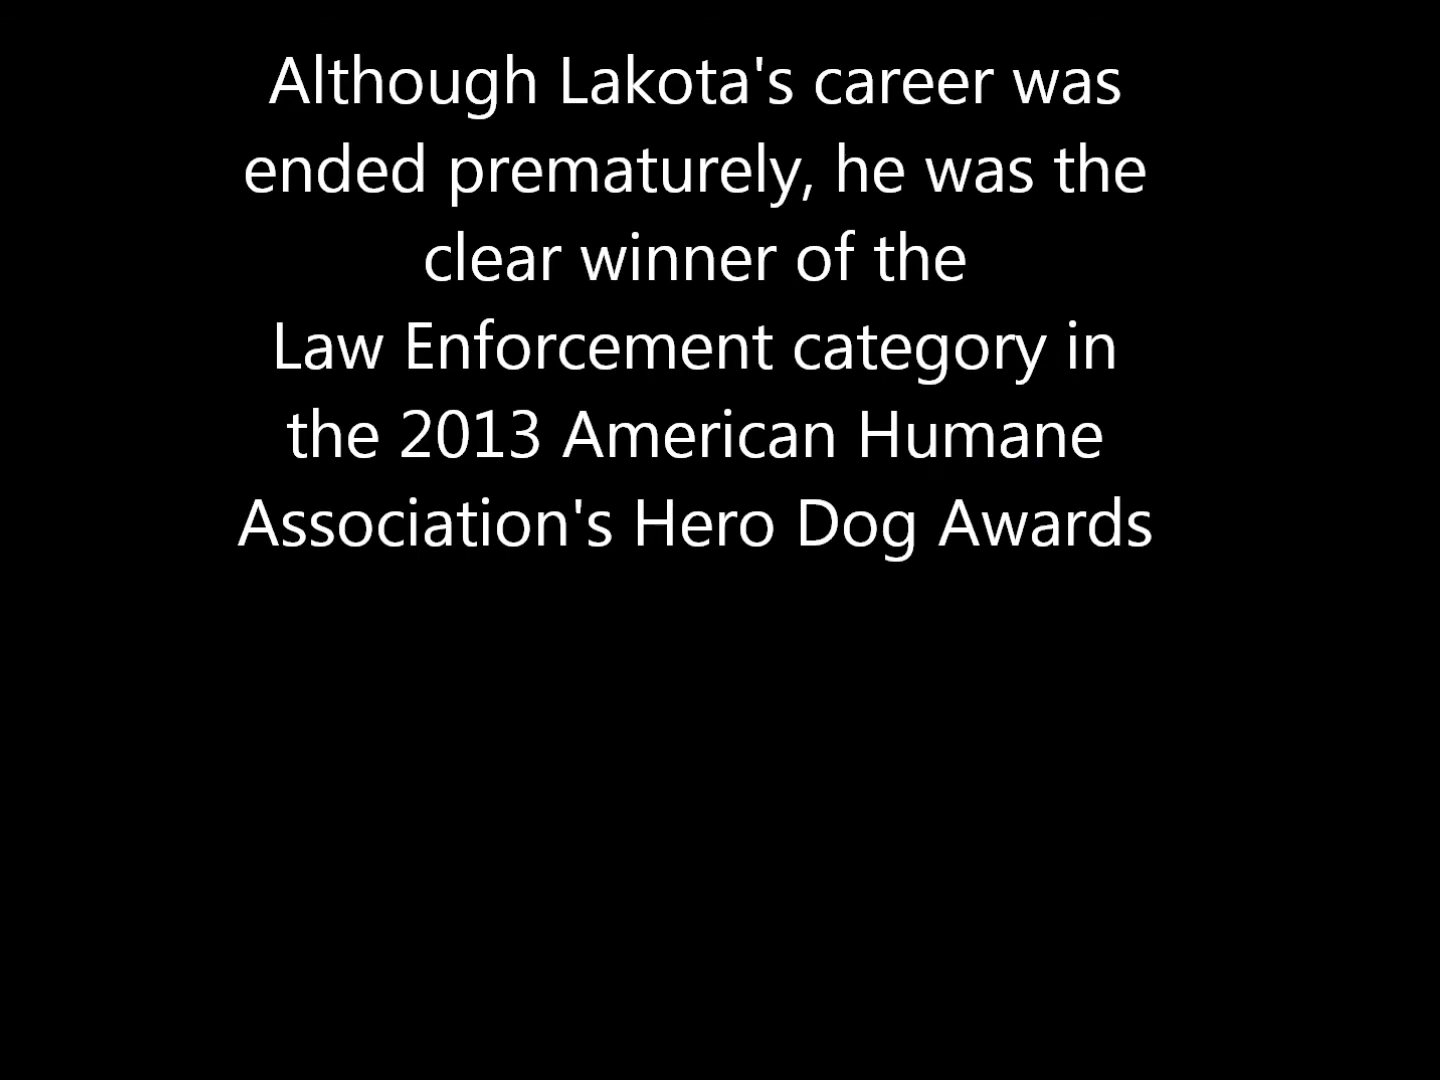 Although Lakota's career was
ended prematurely, he was the
clear winner of the
Law Enforcement category in
the 2013 American Humane
Association's Hero Dog Awards